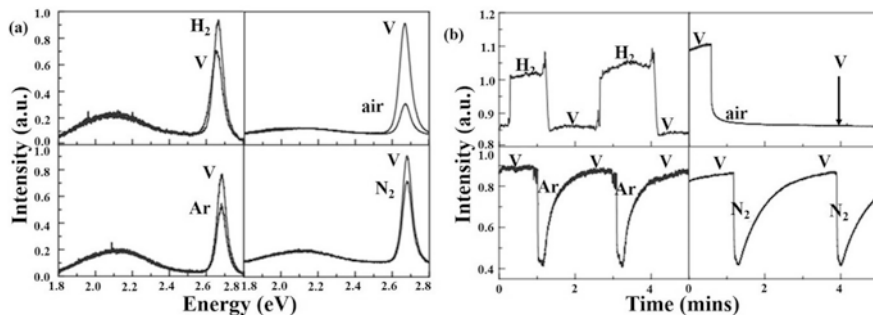 (a)
Intensity (a.u.)
1.0
0.8
0.6
0.4
0.2
0.0
H2
V
V
air
1.0
0.8
0.6
0.4
0.2
0.0
V
Ar
V
N2
1.8 2.0 2.2 2.4 2.6 2.8 2.0 2.2 2.4 2.6 2.8
Energy (eV)
(b)
Intensity (a.u.)
1.2
1.1
1.0
0.9
0.8
H2
V
H2
V
V
air
V
1.0
0.8
0.6
0.4
V
Ar
V
Ar
V
V
N2
V
N2
0 2 4 0 2 4
Time (mins)